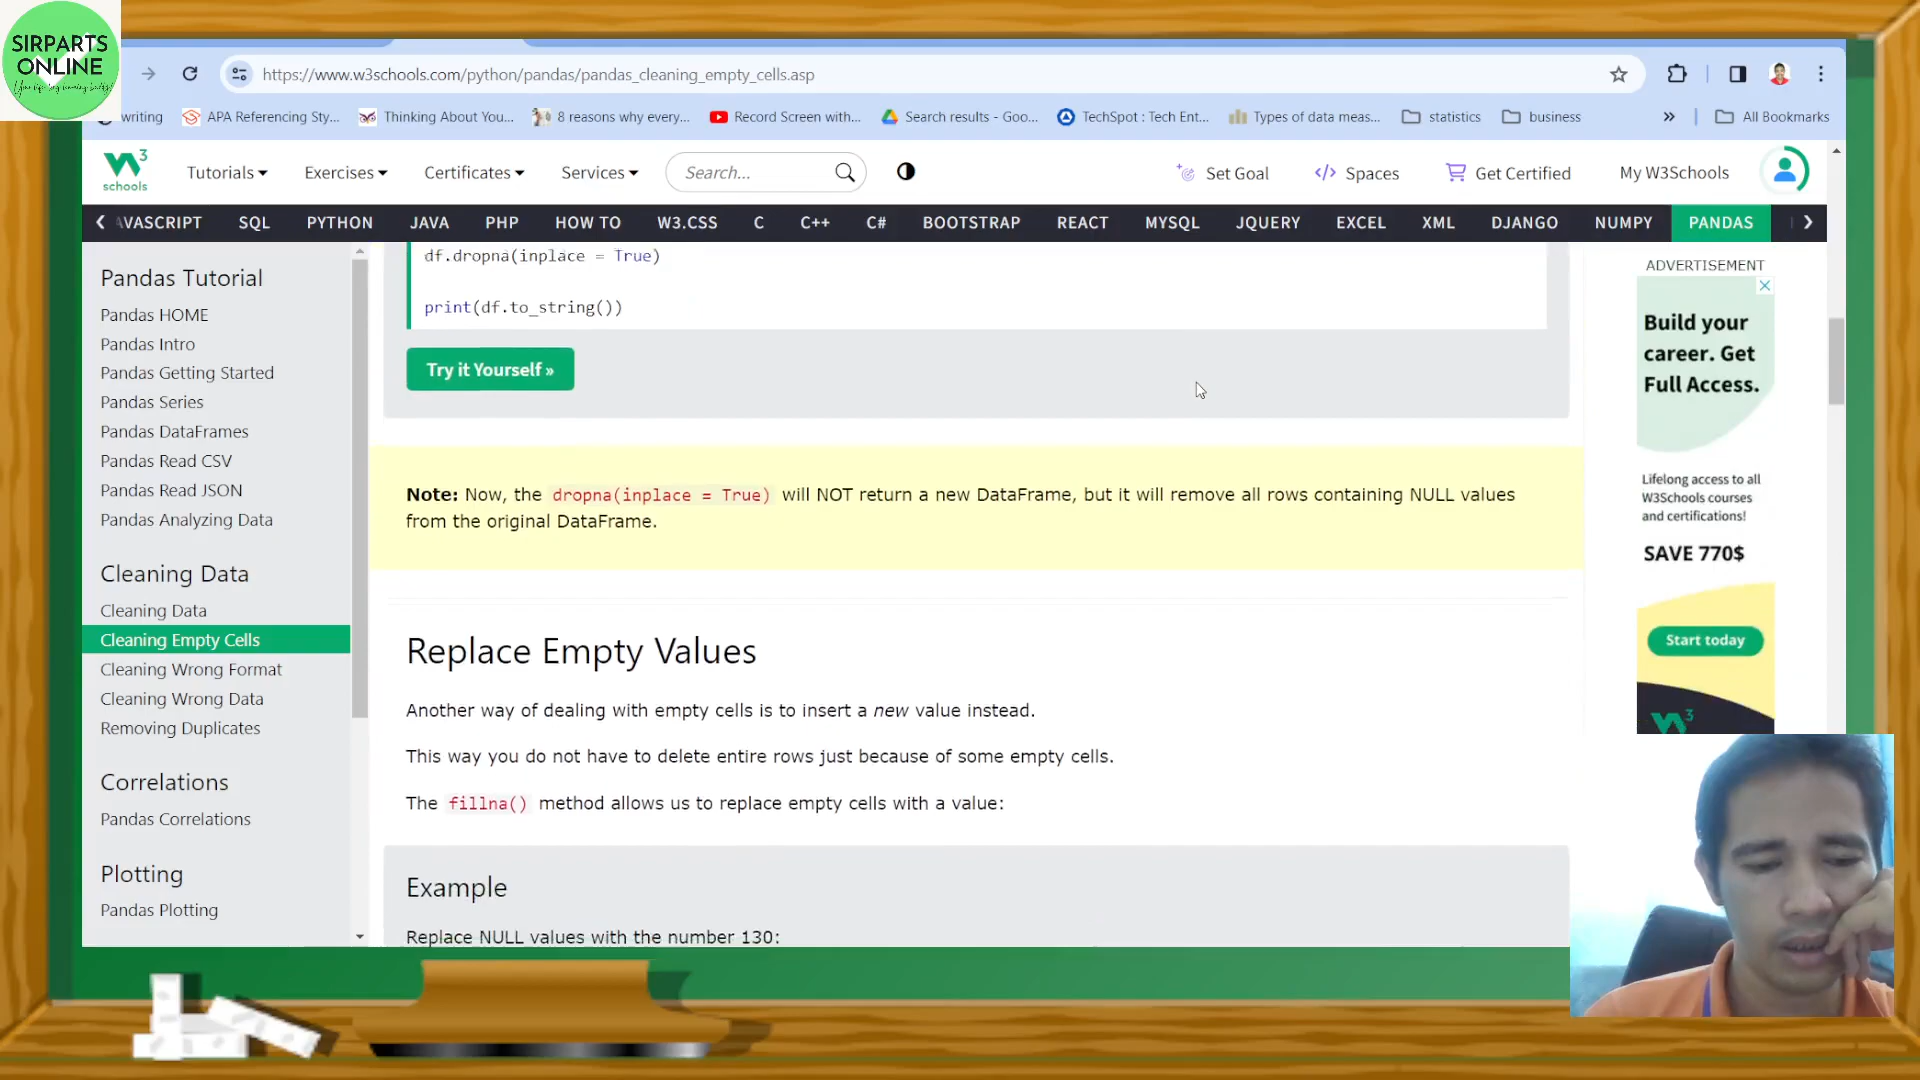 SIRPARTS
ONLINE
https://www.w3schools.com/python/pandas/pandas_cleaning_empty_cells.asp
writing
APA Referencing Sty...
Thinking About You...
8 reasons why every...
Record Screen with...
Search results - Goo...
TechSpot : Tech Ent...
Types of data meas...
statistics
business
»
All Bookmarks
W3 schools
Tutorials
Exercises
Certificates
Services
Search...
Set Goal
Spaces
Get Certified
My W3Schools
AVASCRIPT
SQL
PYTHON
JAVA
PHP
HOW TO
W3.CSS
C
C++
C#
BOOTSTRAP
REACT
MYSQL
JQUERY
EXCEL
XML
DJANGO
NUMPY
PANDAS
Pandas Tutorial
Pandas HOME
Pandas Intro
Pandas Getting Started
Pandas Series
Pandas DataFrames
Pandas Read CSV
Pandas Read JSON
Pandas Analyzing Data
Cleaning Data
Cleaning Data
Cleaning Empty Cells
Cleaning Wrong Format
Cleaning Wrong Data
Removing Duplicates
Correlations
Pandas Correlations
Plotting
Pandas Plotting
df.dropna(inplace = True)
print(df.to_string())
Try it Yourself »
Note: Now, the dropna(inplace = True) will NOT return a new DataFrame, but it will remove all rows containing NULL values
from the original DataFrame.
Replace Empty Values
Another way of dealing with empty cells is to insert a new value instead.
This way you do not have to delete entire rows just because of some empty cells.
The fillna() method allows us to replace empty cells with a value:
Example
Replace NULL values with the number 130:
ADVERTISEMENT
Build your
career. Get
Full Access.
Lifelong access to all
W3Schools courses
and certifications!
SAVE 770$
Start today
W3